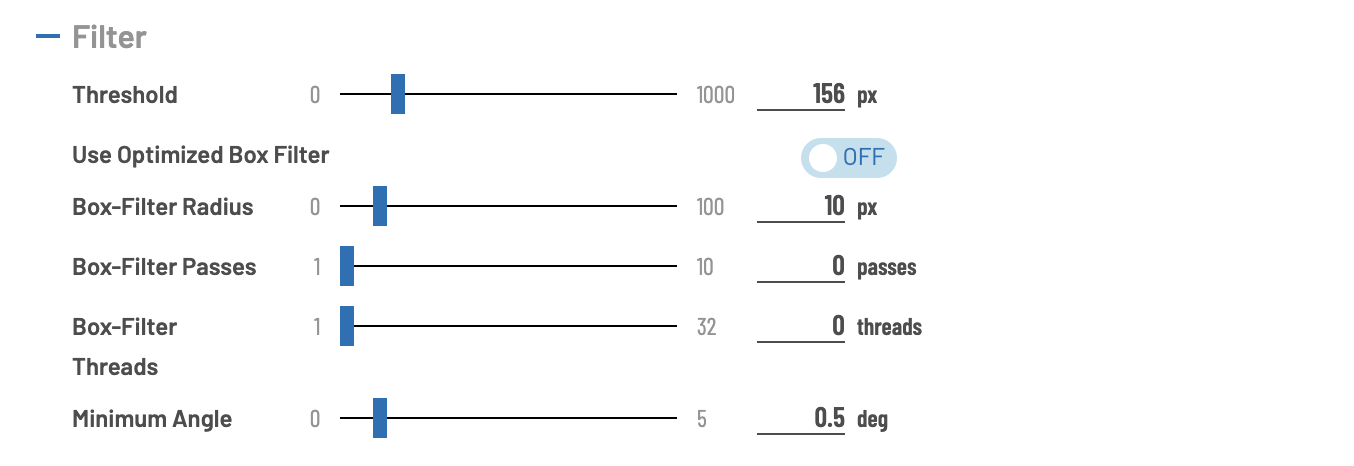 Filter
Threshold 0 1000 156 px
Use Optimized Box Filter OFF
Box-Filter Radius 0 100 10 px
Box-Filter Passes 1 10 0 passes
Box-Filter 1 32 0 threads
Threads
Minimum Angle 0 5 0.5 deg